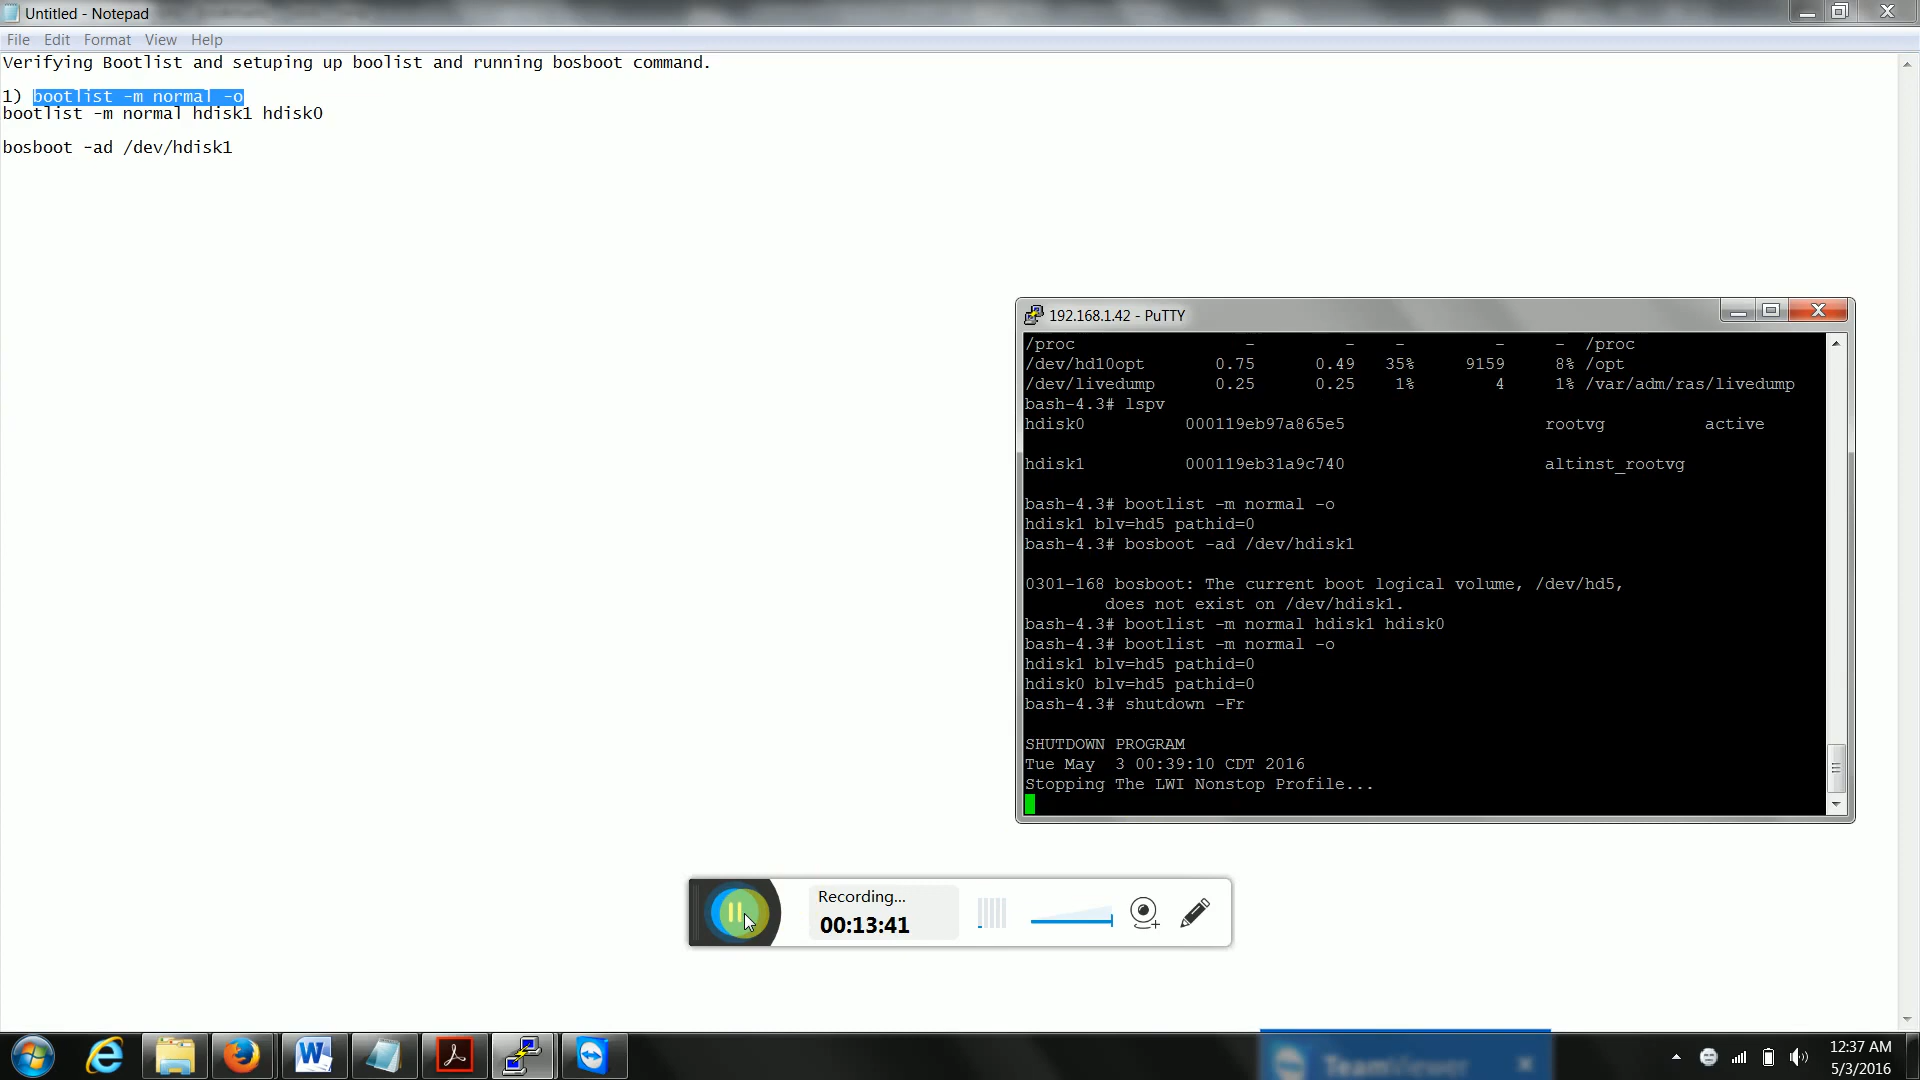 Untitled - Notepad
File Edit Format View Help
Verifying Bootlist and setuping up boolist and running bosboot command.
1) bootlist -m normal -o
bootlist -m normal hdisk1 hdisk0
bosboot -ad /dev/hdisk1
192.168.1.42 - PuTTY
/proc - - - - - /proc
/dev/hd10opt 0.75 0.49 35% 9159 8% /opt
/dev/livedump 0.25 0.25 1% 4 1% /var/adm/ras/livedump
bash-4.3# lspv
hdisk0 000119eb97a865e5 rootvg active
hdisk1 000119eb31a9c740 altinst_rootvg
bash-4.3# bootlist -m normal -o
hdisk1 blv=hd5 pathid=0
bash-4.3# bosboot -ad /dev/hdisk1
0301-168 bosboot: The current boot logical volume, /dev/hd5,
does not exist on /dev/hdisk1.
bash-4.3# bootlist -m normal hdisk1 hdisk0
bash-4.3# bootlist -m normal -o
hdisk1 blv=hd5 pathid=0
hdisk0 blv=hd5 pathid=0
bash-4.3# shutdown -Fr
SHUTDOWN PROGRAM
Tue May 3 00:39:10 CDT 2016
Stopping The LWI Nonstop Profile...
Recording...
00:13:41
TeamViewer
12:37 AM
5/3/2016